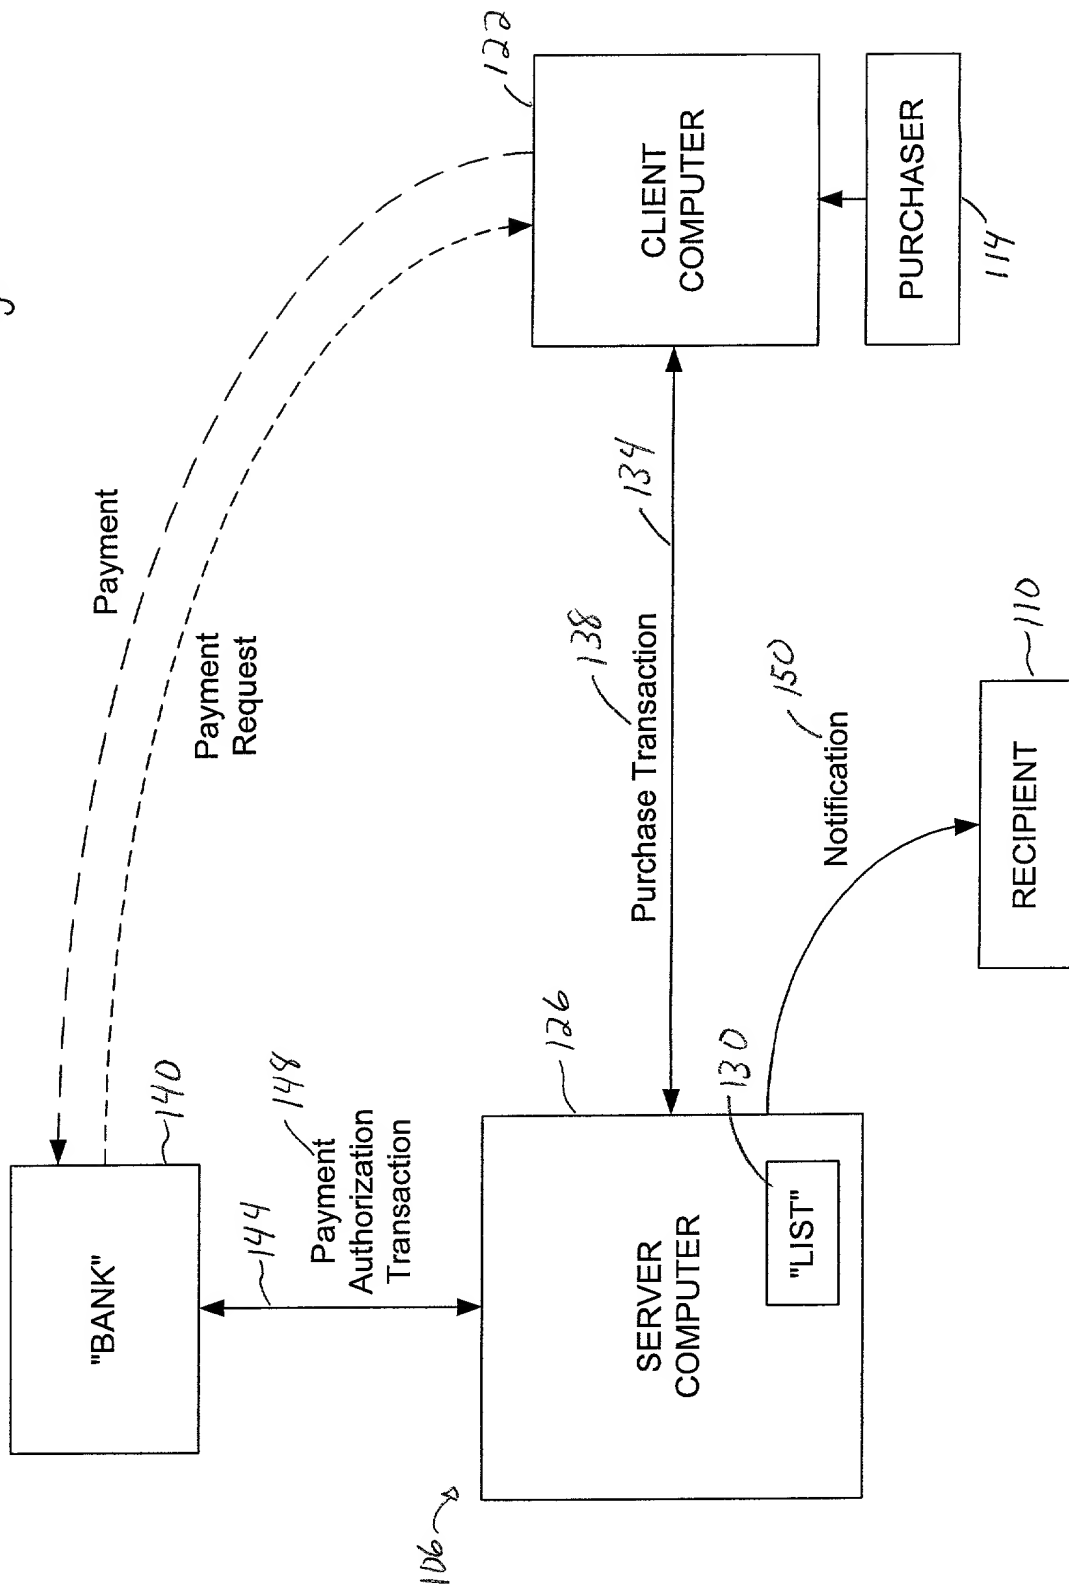 "BANK"
140
Payment
Payment
Request
144
148
Payment
Authorization
Transaction
122
CLIENT
COMPUTER
PURCHASER
114
138
134
Purchase Transaction
106
126
SERVER
COMPUTER
130
"LIST"
150
Notification
RECIPIENT
110